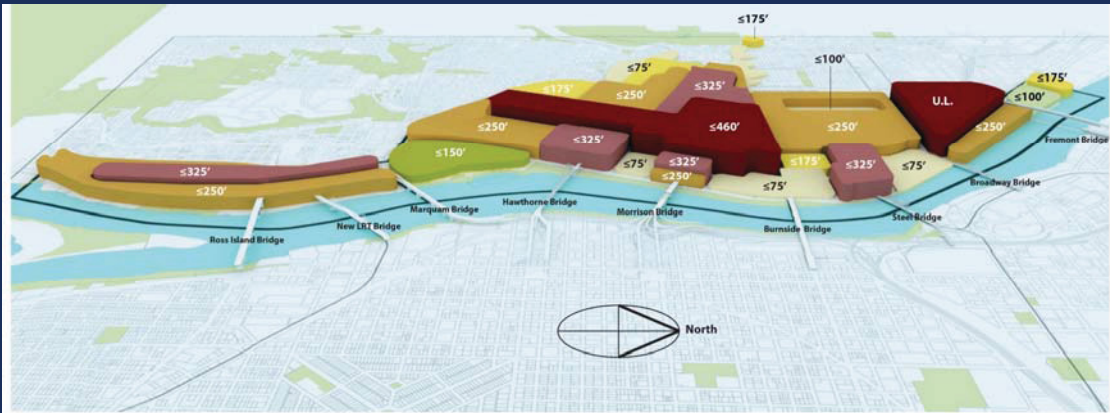 ≤175'
≤100'
≤75'
≤175'
≤250'
≤325'
U.L.
≤175'
≤100'
≤250'
≤325'
≤460'
≤250'
≤250'
Fremont Bridge
≤150'
≤75'
≤325'
≤250'
≤175'
≤325'
≤75'
≤75'
Broadway Bridge
≤325'
≤250'
Steel Bridge
Hawthorne Bridge
Morrison Bridge
Burnside Bridge
Marquam Bridge
New LRT Bridge
Ross Island Bridge
North